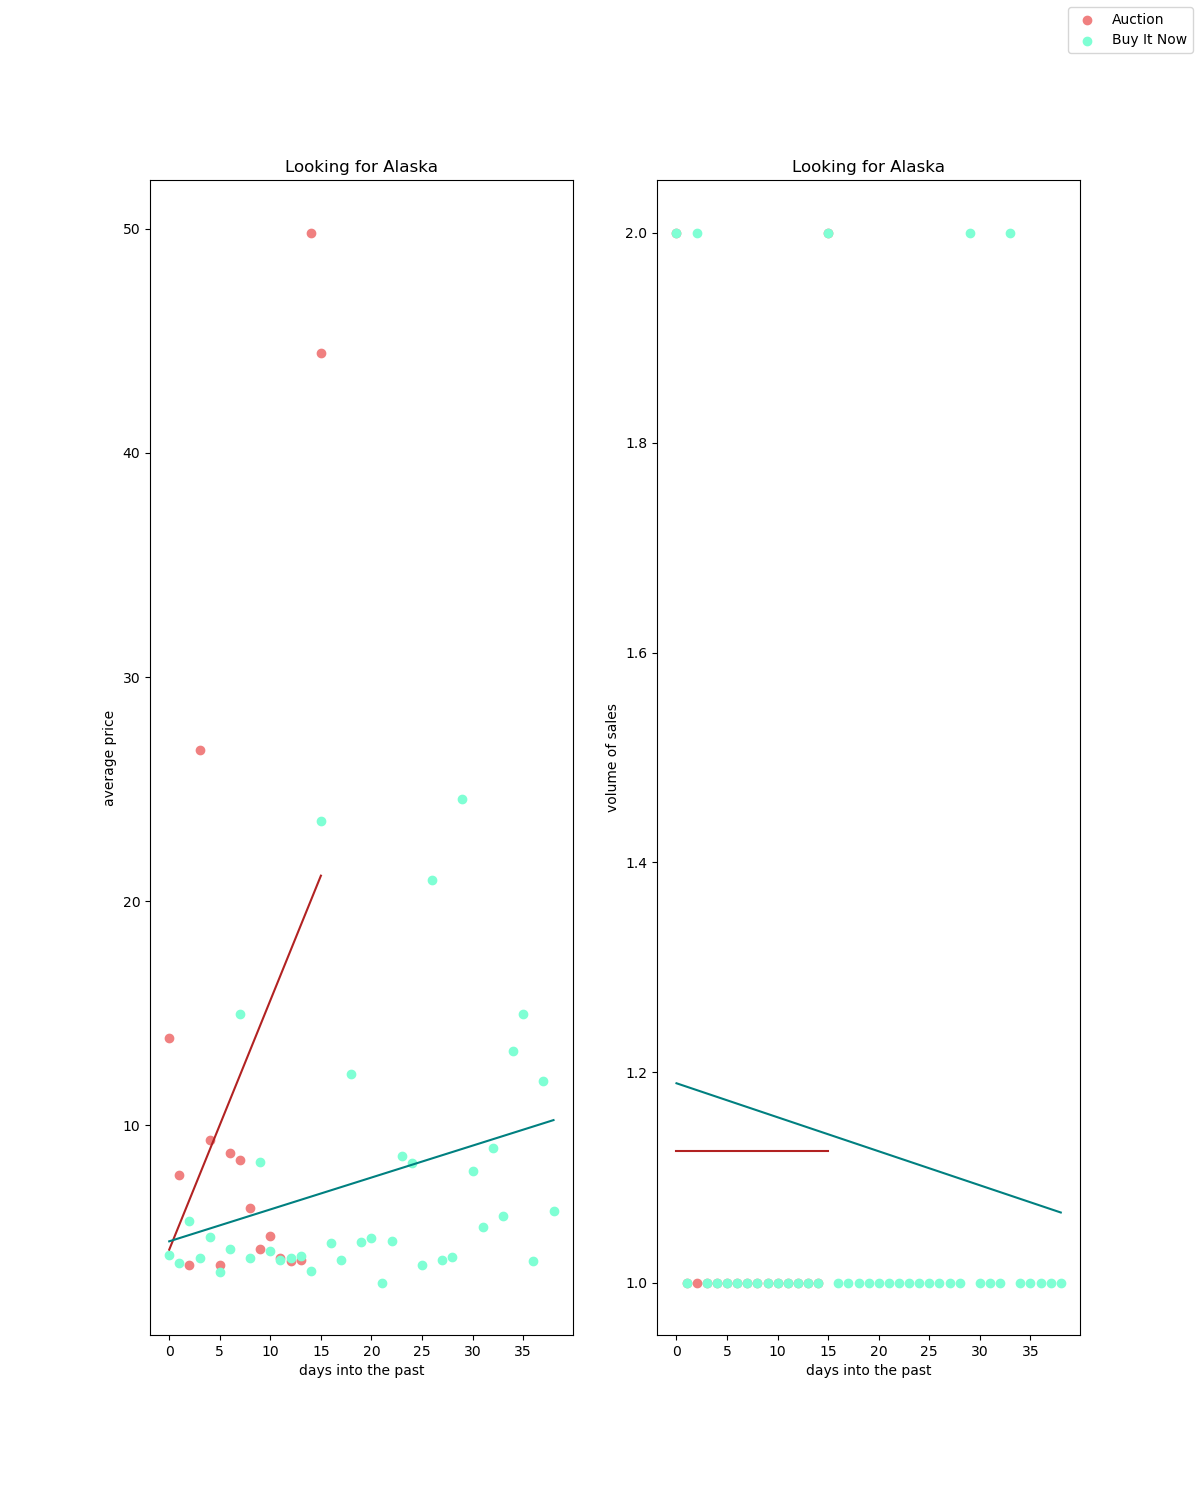 Auction
Buy It Now
Looking for Alaska
average price
50
40
30
20
10
0 5 10 15 20 25 30 35
days into the past
Looking for Alaska
volume of sales
2.0
1.8
1.6
1.4
1.2
1.0
0 5 10 15 20 25 30 35
days into the past